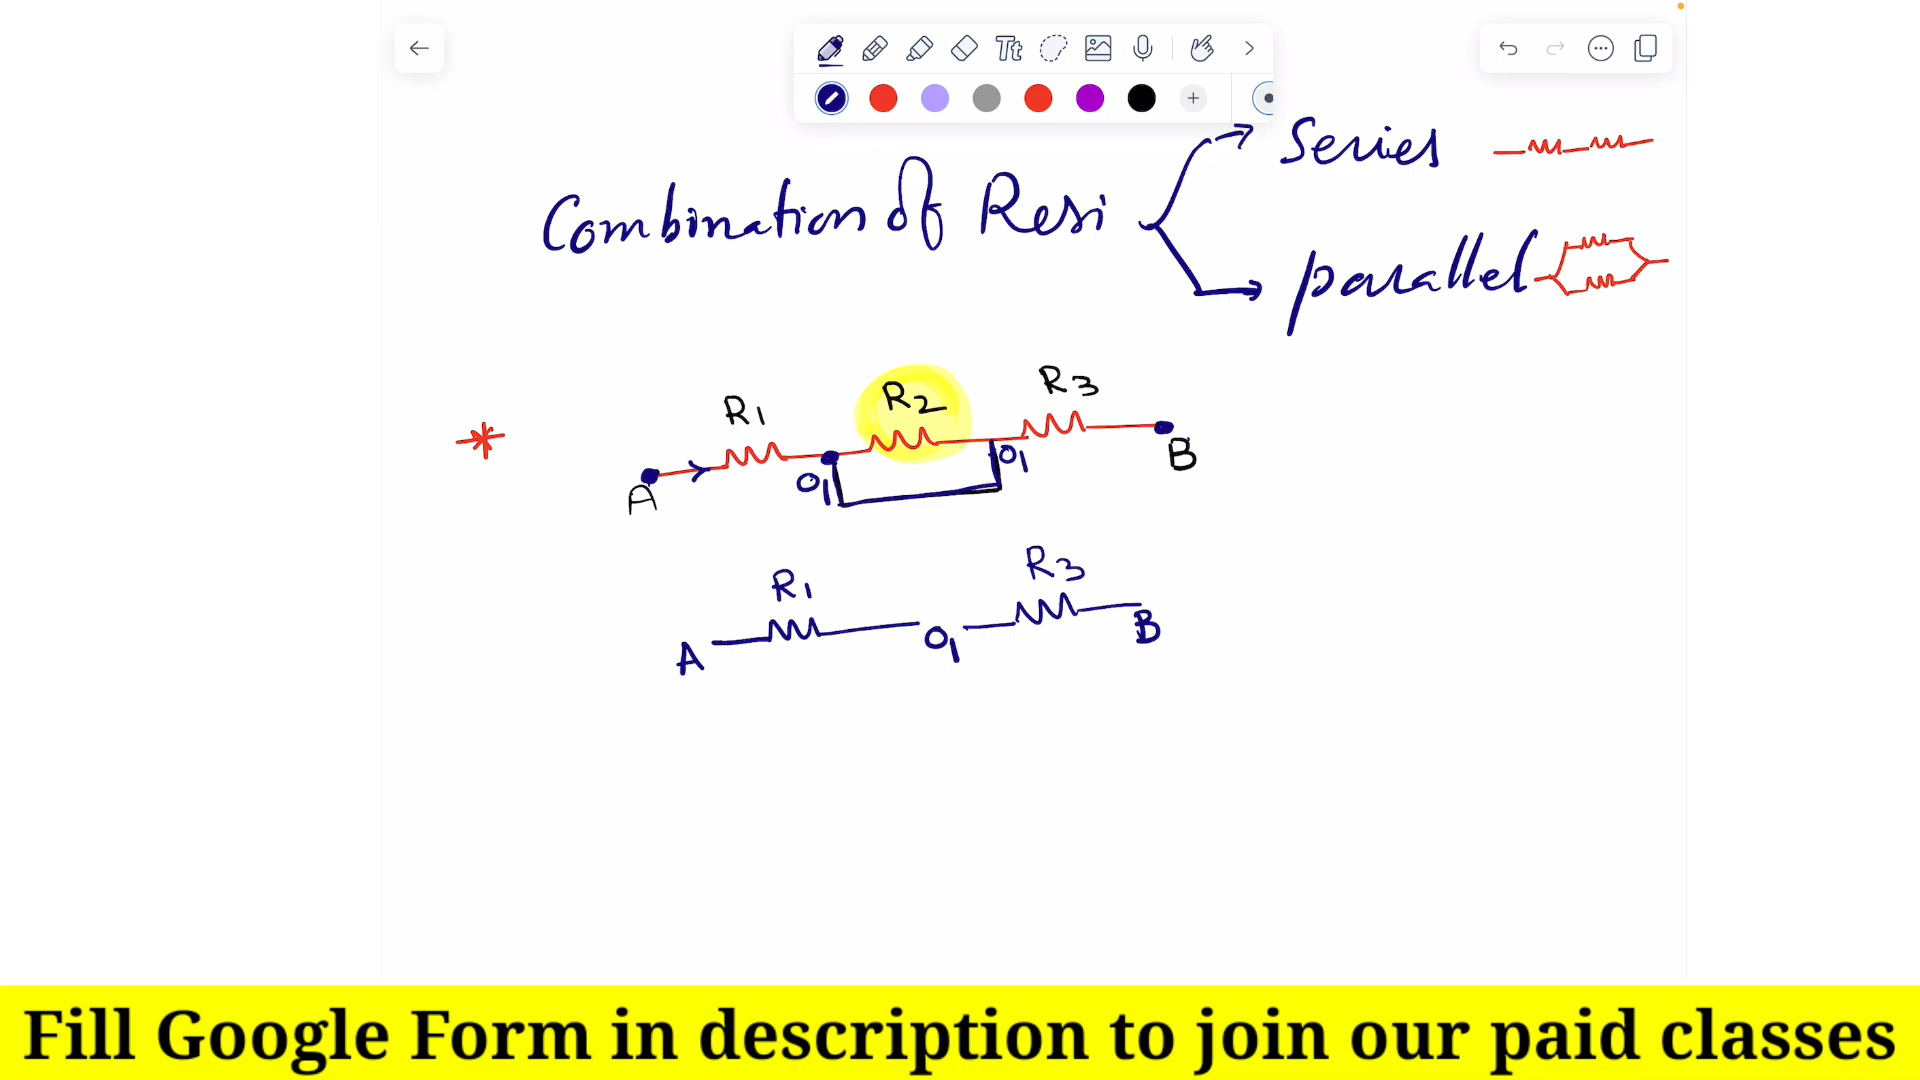 Tt
Series
Combination of Resi
parallel
R1 R2 R3
A O1 O1 B
R1 R3
A O1 B
Fill Google Form in description to join our paid classes